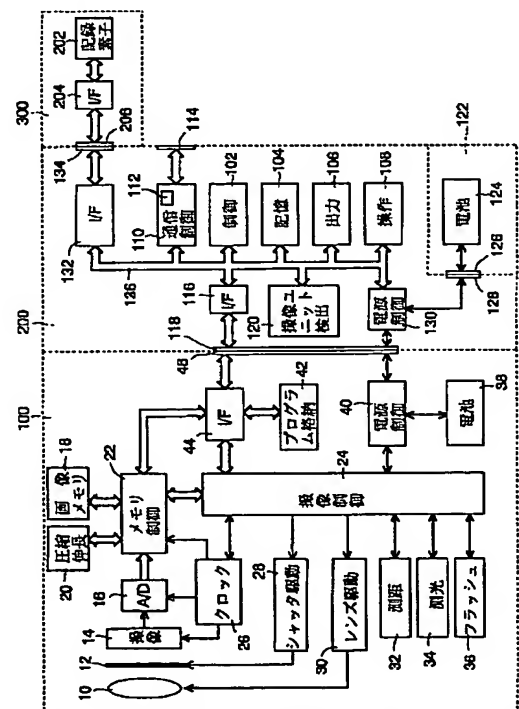 300
202
記録
素子
204
I/F
206
134
114
122
132
I/F
112
通信制御
110
102
制御
104
記憶
106
出力
108
操作
124
電池
126
128
136
116
I/F
撮像ユ
ニット
検出
120
電源
制御
130
200
118
48
100
18
画像
メモリ
22
メモリ
制御
44
I/F
42
プログラ
ム格納
40
電源
制御
電池
38
20
圧縮
伸長
16
A/D
14
撮像
12
10
クロック
26
24
撮像制御
28
シャッタ駆動
レンズ駆動
30
測距
32
測光
34
フラッシュ
36